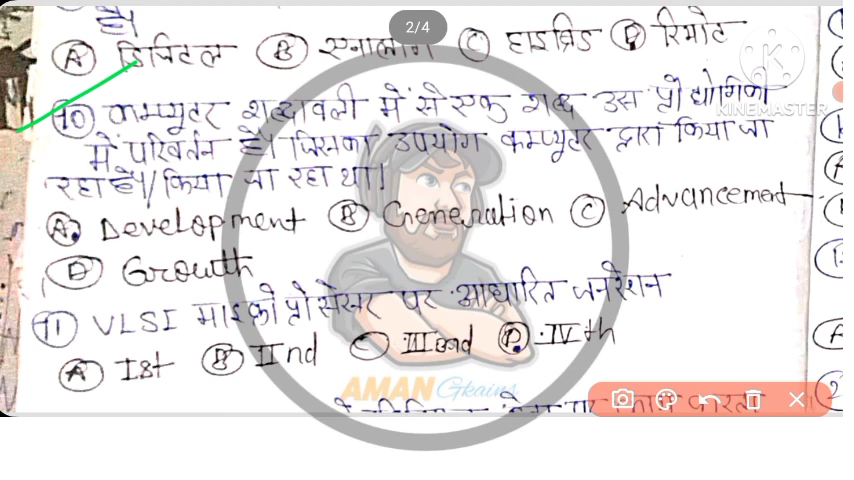 है।
2/4
(A) डिजिटल (B) एनालॉग (C) हाइब्रिड (D) रिमोट
KINEMASTER
(10) कम्प्यूटर शब्दावली में से एक शब्द उस प्रौद्योगिकी
में परिवर्तन है। जिसका उपयोग कम्प्यूटर द्वारा किया जा
रहा है/किया जा रहा था।
(A) Development (B) Generation (C) Advancement
(D) Growth
(11) VLSI माइक्रो प्रोसेसर पर आधारित जनरेशन
(A) Ist (B) IInd (C) IIIerd (D) IVth
AMAN Gkains